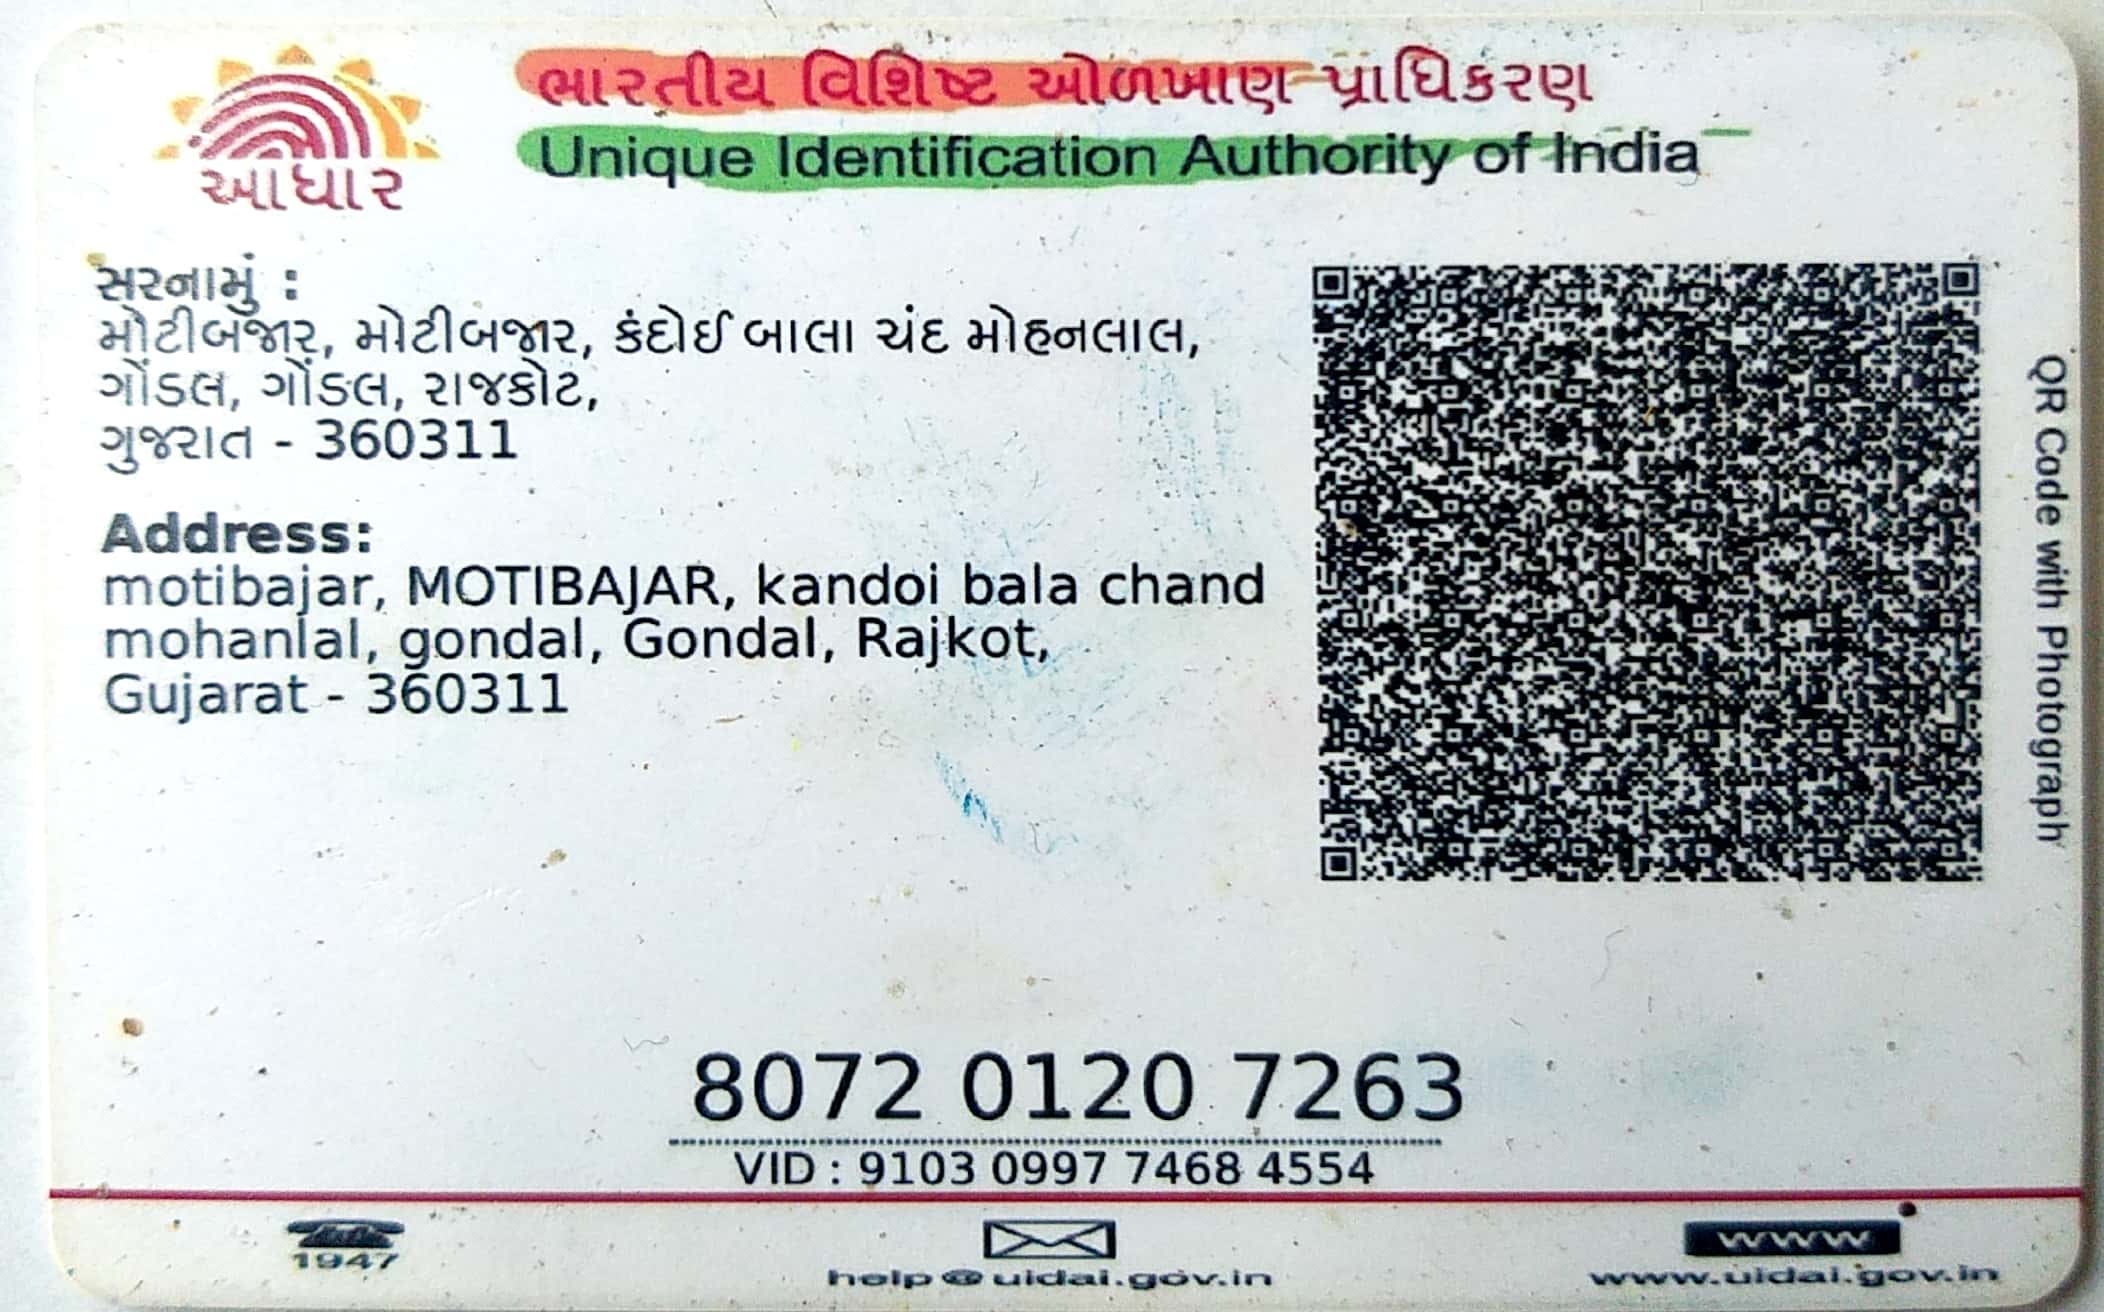 ભારતીય વિશિષ્ટ ઓળખાણ પ્રાધિકરણ
Unique Identification Authority of India
આધાર
સરનામું :
મોટીબજાર, મોટીબજાર, કંદોઈ બાલા ચંદ મોહનલાલ,
ગોંડલ, ગોંડલ, રાજકોટ,
ગુજરાત - 360311
Address:
motibajar, MOTIBAJAR, kandoi bala chand
mohanlal, gondal, Gondal, Rajkot,
Gujarat - 360311
QR Code with Photograph
8072 0120 7263
VID : 9103 0997 7468 4554
1947
help@uidai.gov.in
www
www.uidai.gov.in